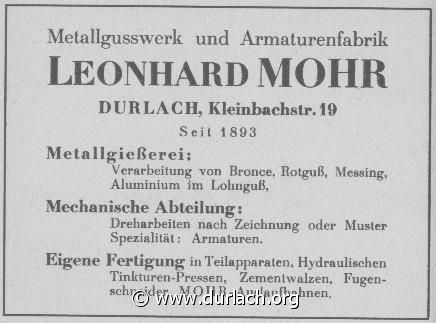 Metallgusswerk und Armaturenfabrik
LEONHARD MOHR
DURLACH, Kleinbachstr. 19
Seit 1893
Metallgießerei:
Verarbeitung von Bronce, Rotguß, Messing,
Aluminium im Lohnguß,
Mechanische Abteilung:
Dreharbeiten nach Zeichnung oder Muster
Spezialität: Armaturen.
Eigene Fertigung in Teilapparaten, Hydraulischen
Tinkturen-Pressen, Zementwalzen, Fugen-
schneider, MOHR-Anlaufhahnen.
© www.durlach.org